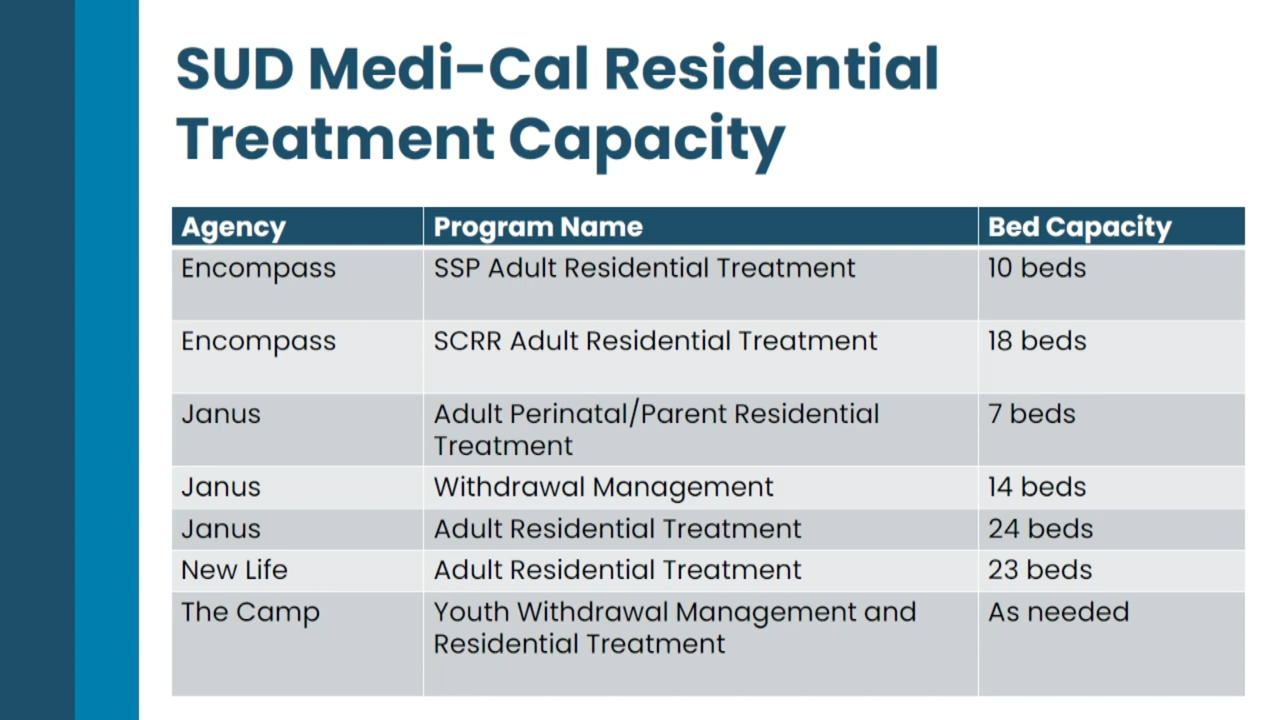 SUD Medi-Cal Residential
Treatment Capacity
Agency Program Name Bed Capacity
Encompass SSP Adult Residential Treatment 10 beds
Encompass SCRR Adult Residential Treatment 18 beds
Janus Adult Perinatal/Parent Residential 7 beds
Treatment
Janus Withdrawal Management 14 beds
Janus Adult Residential Treatment 24 beds
New Life Adult Residential Treatment 23 beds
The Camp Youth Withdrawal Management and As needed
Residential Treatment